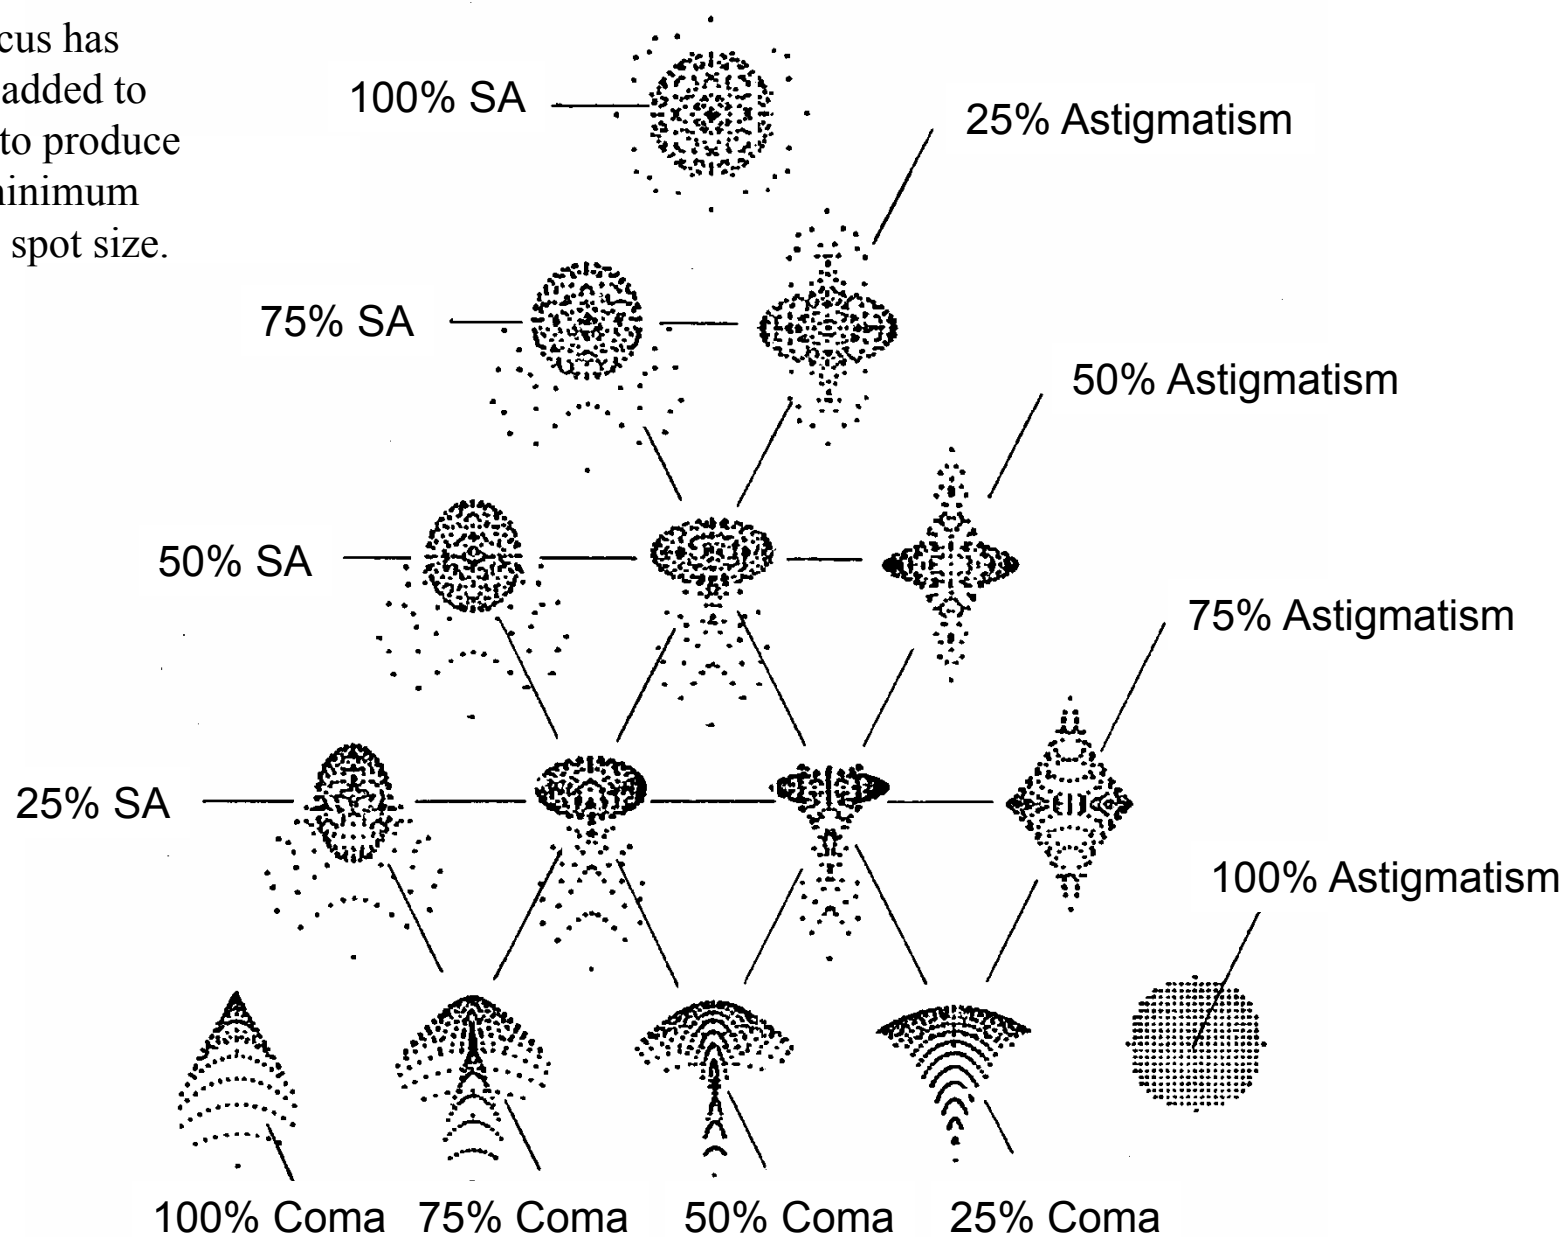 cus has
added to
to produce
ninimum
spot size.
100% SA
25% Astigmatism
75% SA
50% Astigmatism
50% SA
75% Astigmatism
25% SA
100% Astigmatism
100% Coma
75% Coma
50% Coma
25% Coma